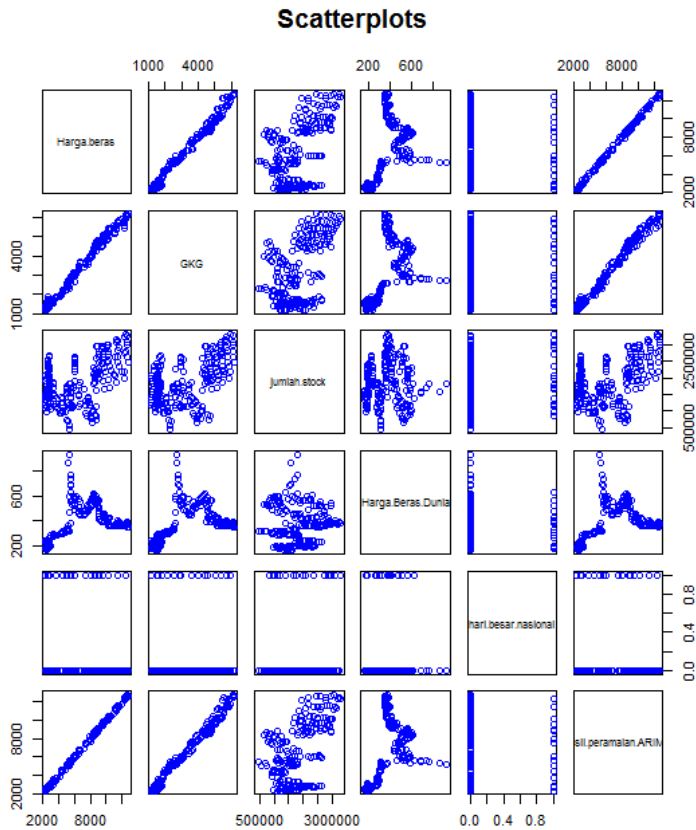 Scatterplots
1000 4000 200 600 2000 8000
Harga.beras
2000 8000
GKG
1000 4000
jumlah.stock
500000 2500000
Harga.Beras.Dunia
200 600
hari.besar.nasional
0.0 0.4 0.8
sil.peramalan.ARIM
2000 8000
2000 8000 500000 3000000 0.0 0.4 0.8